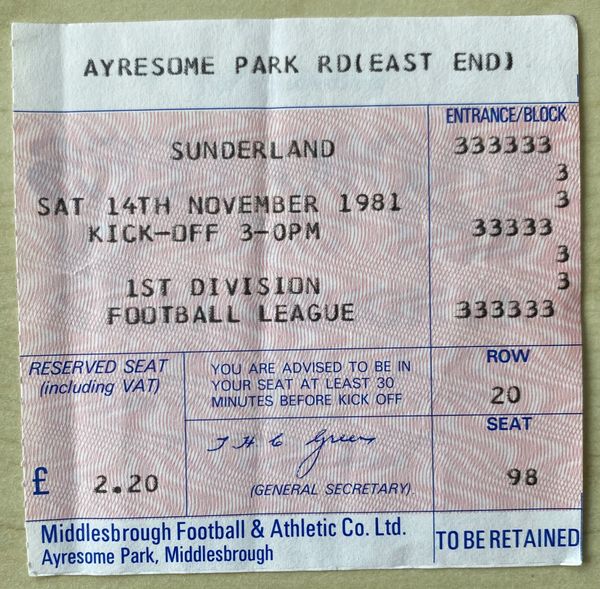 AYRESOME PARK RD(EAST END)
ENTRANCE/BLOCK
SUNDERLAND
SAT 14TH NOVEMBER 1981
KICK-OFF 3-0PM
1ST DIVISION
FOOTBALL LEAGUE
333333
3
3
33333
3
3
333333
RESERVED SEAT
(including VAT)
£ 2.20
YOU ARE ADVISED TO BE IN
YOUR SEAT AT LEAST 30
MINUTES BEFORE KICK OFF
T H C Green
(GENERAL SECRETARY)
ROW
20
SEAT
98
Middlesbrough Football & Athletic Co. Ltd.
Ayresome Park, Middlesbrough
TO BE RETAINED